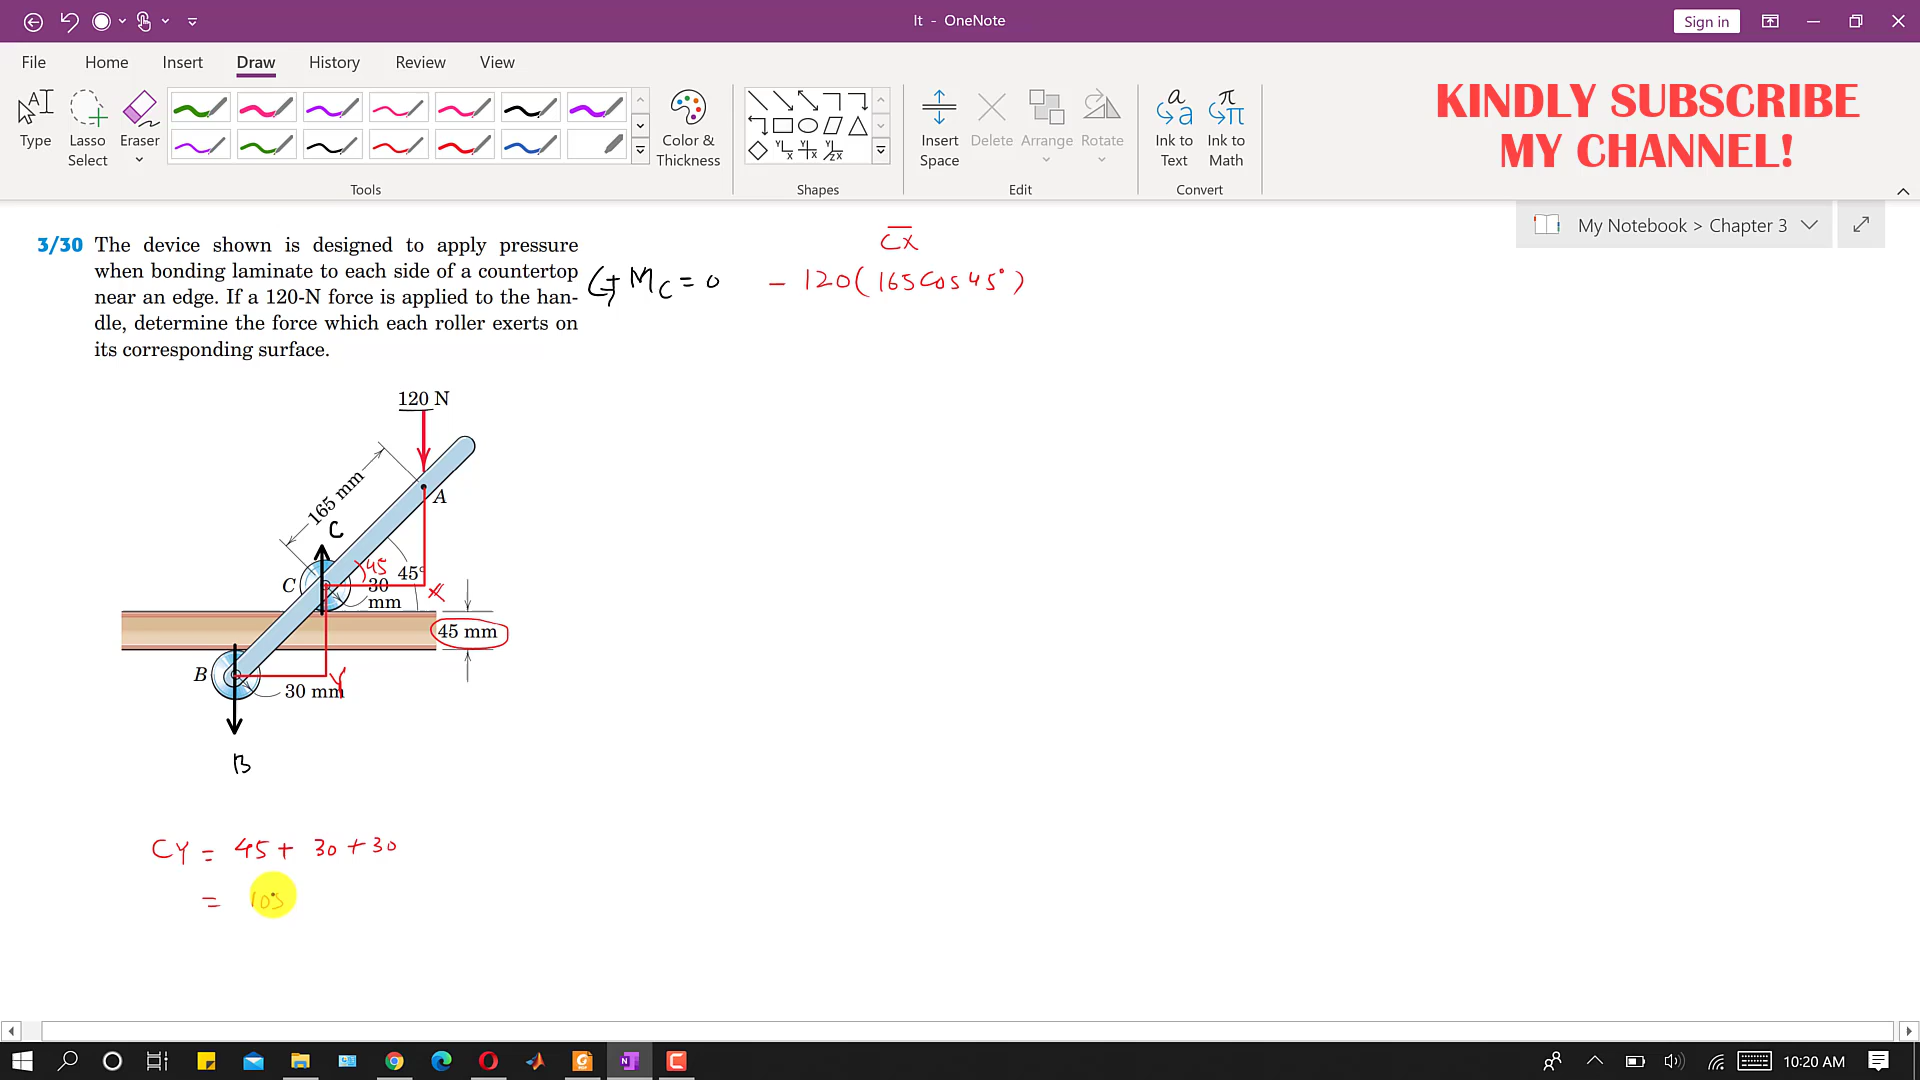 lt - OneNote
Sign in
File Home Insert Draw History Review View
Type
Lasso Select
Eraser
Color & Thickness
Insert Space
Delete
Arrange
Rotate
Ink to Text
Ink to Math
Tools
Shapes
Edit
Convert
KINDLY SUBSCRIBE
MY CHANNEL!
My Notebook > Chapter 3
3/30 The device shown is designed to apply pressure
when bonding laminate to each side of a countertop
near an edge. If a 120-N force is applied to the han-
dle, determine the force which each roller exerts on
its corresponding surface.
CX
+ MC = 0 - 120(165Cos45°)
120 N
165 mm
A
C
45
45°
C
30
mm
X
45 mm
B
Y
30 mm
B
CY = 45 + 30 + 30
= 105
10:20 AM